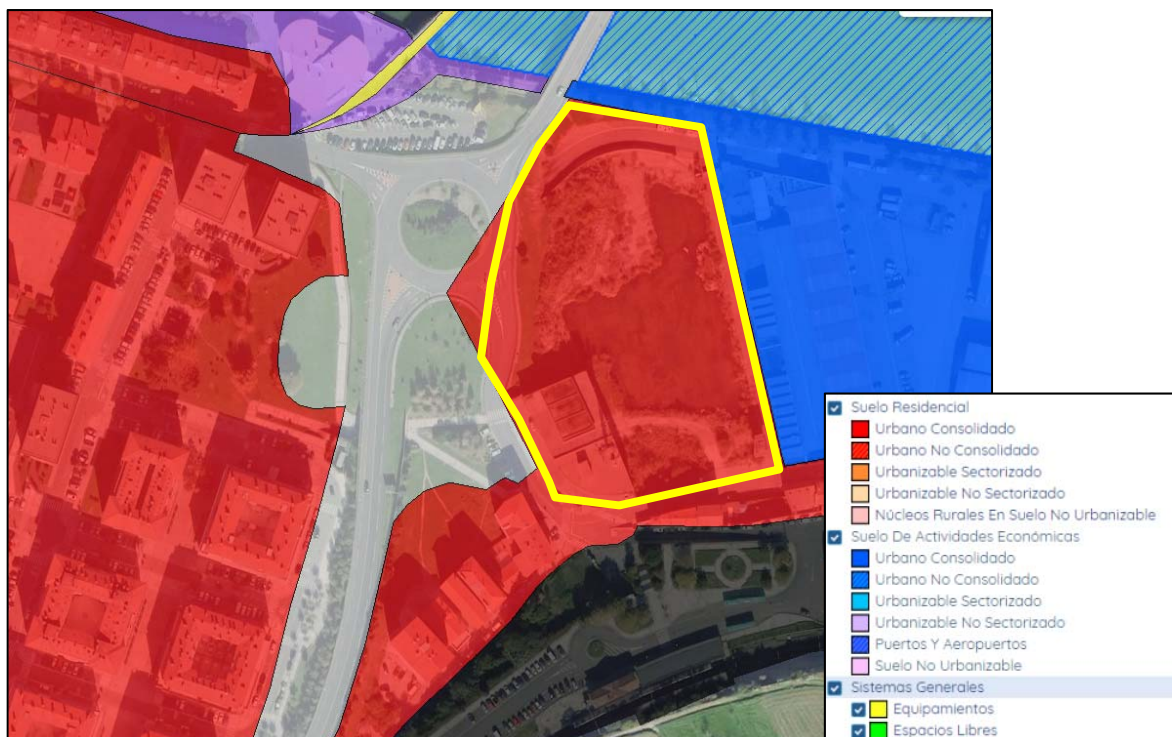 Suelo Residencial
Urbano Consolidado
Urbano No Consolidado
Urbanizable Sectorizado
Urbanizable No Sectorizado
Núcleos Rurales En Suelo No Urbanizable
Suelo De Actividades Económicas
Urbano Consolidado
Urbano No Consolidado
Urbanizable Sectorizado
Urbanizable No Sectorizado
Puertos Y Aeropuertos
Suelo No Urbanizable
Sistemas Generales
Equipamientos
Espacios Libres